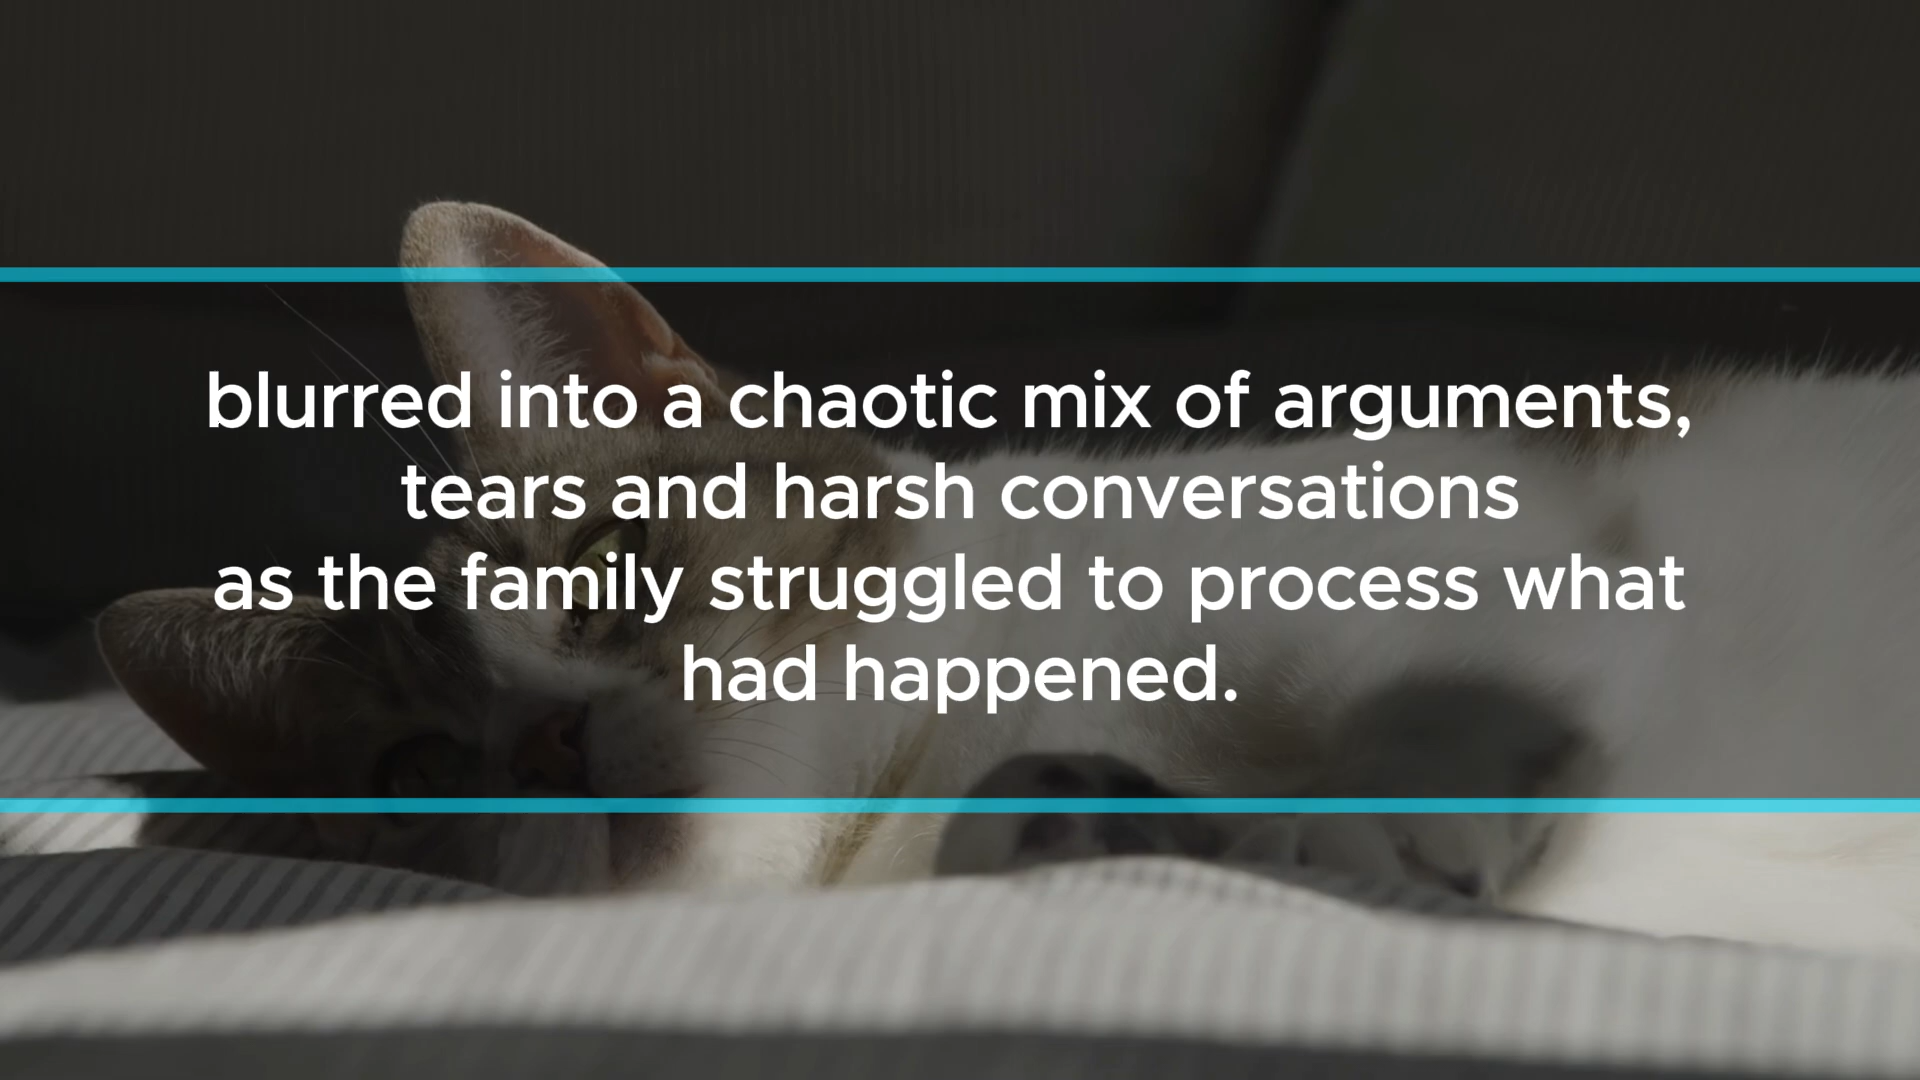 blurred into a chaotic mix of arguments,
tears and harsh conversations
as the family struggled to process what
had happened.